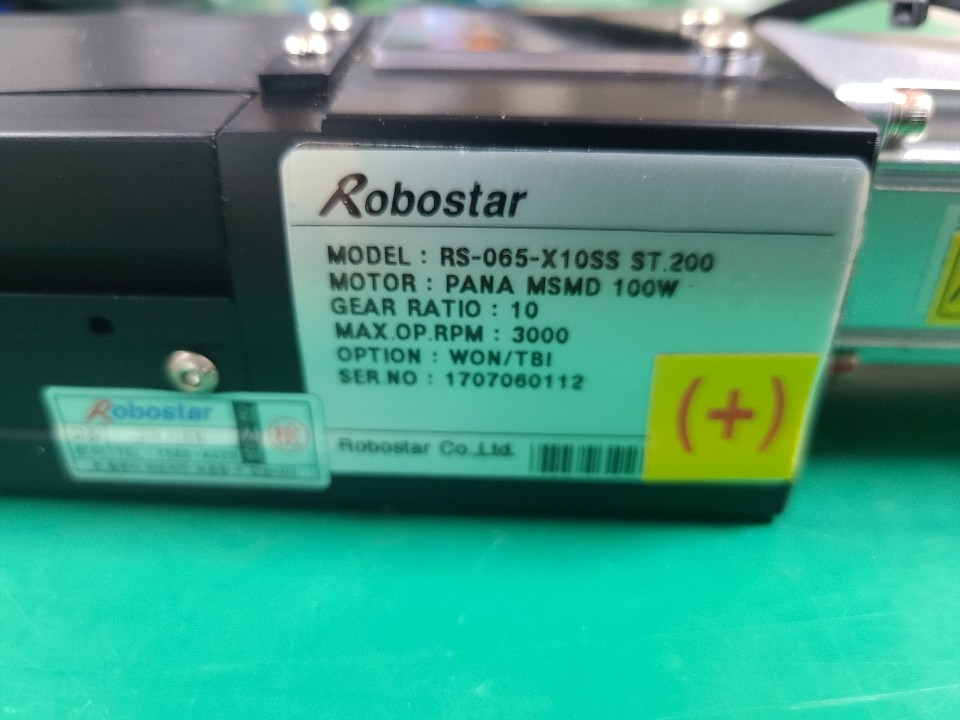 Robostar
MODEL : RS-065-X10SS ST.200
MOTOR : PANA MSMD 100W
GEAR RATIO : 10
MAX.OP.RPM : 3000
OPTION : WON/TBI
SER.NO : 1707060112
(+)
Robostar Co.,Ltd.
Robostar